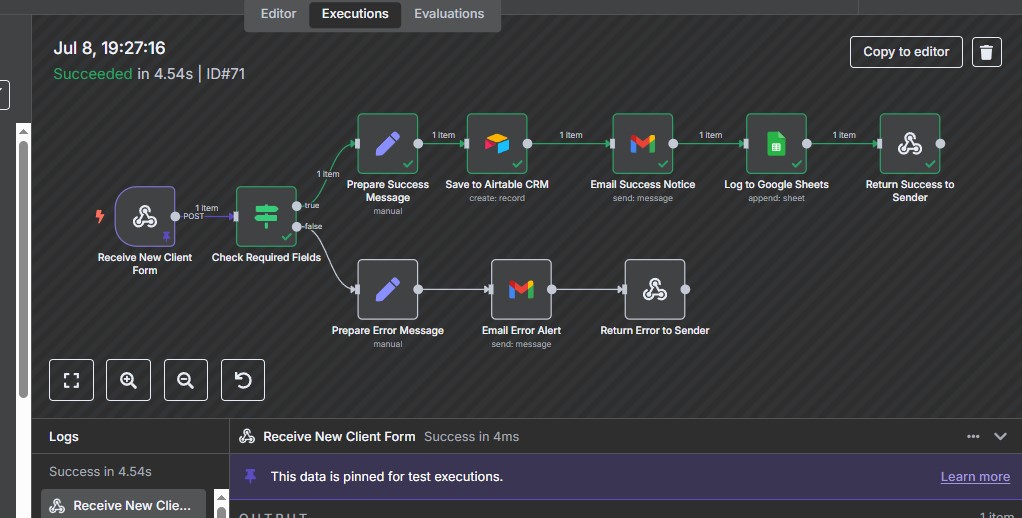 Editor
Executions
Evaluations
Jul 8, 19:27:16
Succeeded in 4.54s | ID#71
Copy to editor
1 Item
1 Item
1 Item
1 Item
Prepare Success
Message
manual
Save to Airtable CRM
create: record
Email Success Notice
send: message
Log to Google Sheets
append: sheet
Return Success to
Sender
1 Item
1 Item
POST
true
false
Receive New Client
Form
Check Required Fields
Prepare Error Message
manual
Email Error Alert
send: message
Return Error to Sender
Logs
Receive New Client Form Success in 4ms
Success in 4.54s
This data is pinned for test executions.
Learn more
Receive New Clie...
OUTPUT
1 item